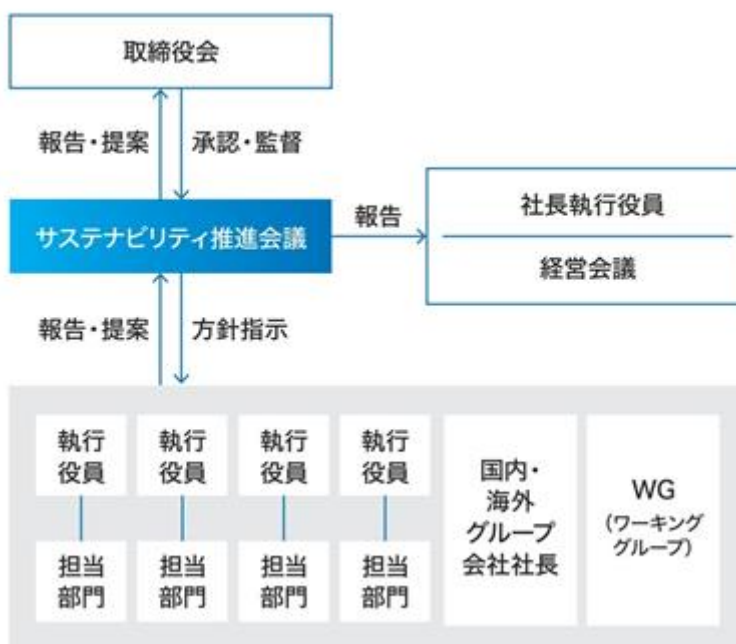 取締役会
報告・提案
承認・監督
サステナビリティ推進会議
報告
社長執行役員
経営会議
報告・提案
方針指示
執行
役員
執行
役員
執行
役員
執行
役員
担当
部門
担当
部門
担当
部門
担当
部門
国内・
海外
グループ
会社社長
WG
(ワーキング
グループ)